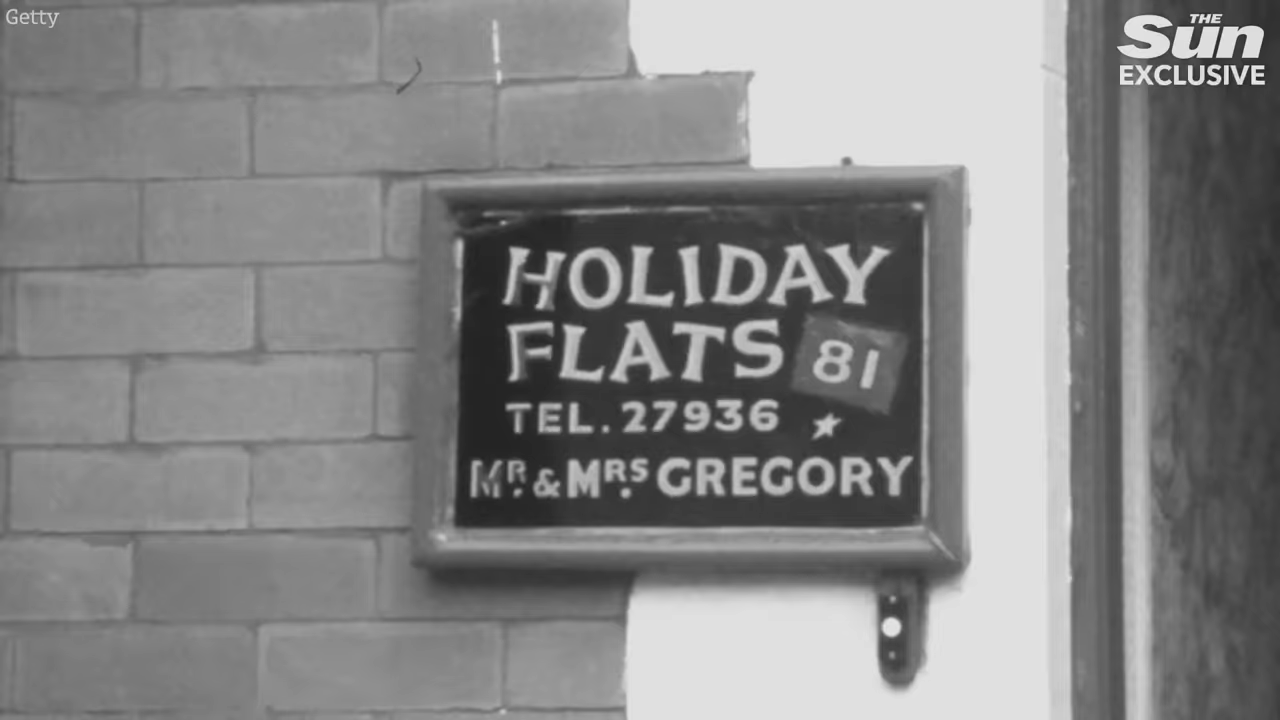 Getty
THE
Sun
EXCLUSIVE
HOLIDAY
FLATS 81
TEL. 27936
MR. & MRS. GREGORY